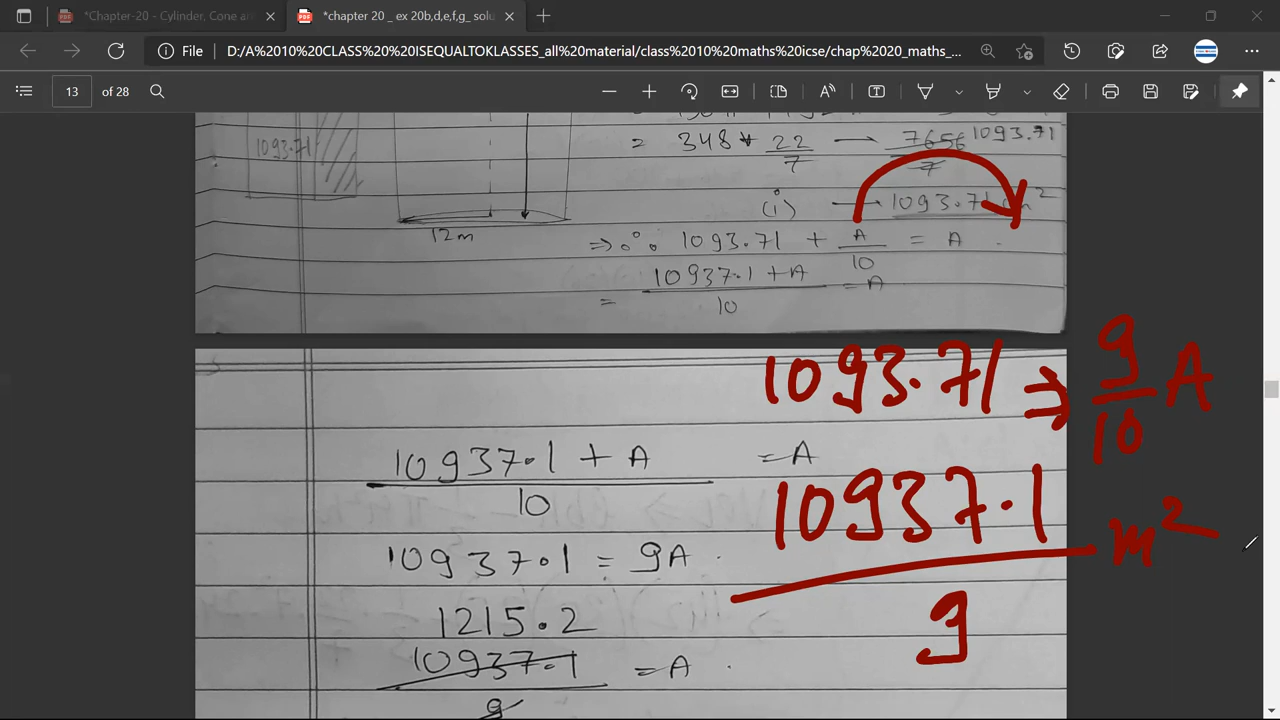 *Chapter-20 - Cylinder, Cone an
*chapter 20 _ ex 20b,d,e,f,g_ solu
File D:/A%2010%20CLASS%20%20ISEQUALTOKLASSES_all%20material/class%2010%20maths%20icse/chap%2020_maths_...
13 of 28
= 348 * 22/7 → 7656/7 1093.71
1093.71
(i) → 1093.71 m²
12m
⇒ ∴ 1093.71 + A/10 = A
= 10937.1 + A / 10 = A
1093.71 ⇒ 9/10 A
10937.1 + A / 10 = A
10937.1 / 9 m²
10937.1 = 9A
1215.2
10937.1 / 9 = A